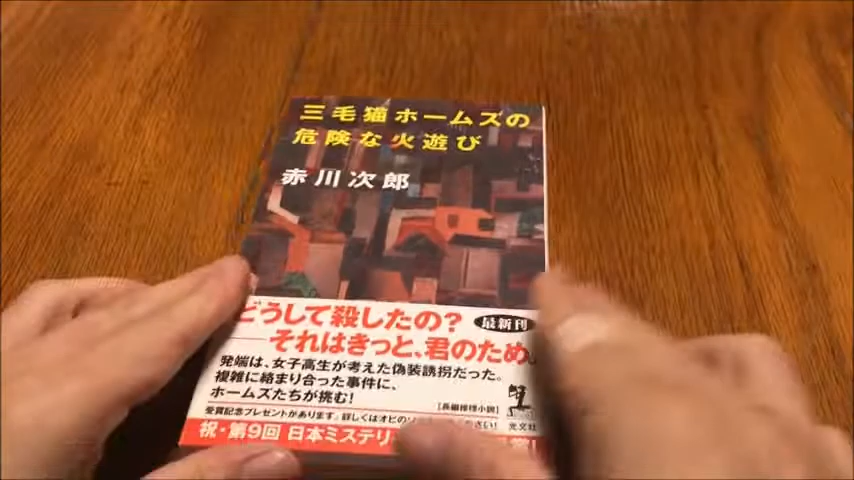 三毛猫ホームズの
危険な火遊び
赤川次郎
どうして殺したの?
最新刊
―それはきっと、君のため。
発端は、女子高生が考えた偽装誘拐だった。
複雑に絡み合った事件に、
ホームズたちが挑む!
[長編推理小説]
光文社
受賞記念プレゼントがあります。詳しくはオビの
ださい!
祝・第9回 日本ミステリ
賞!